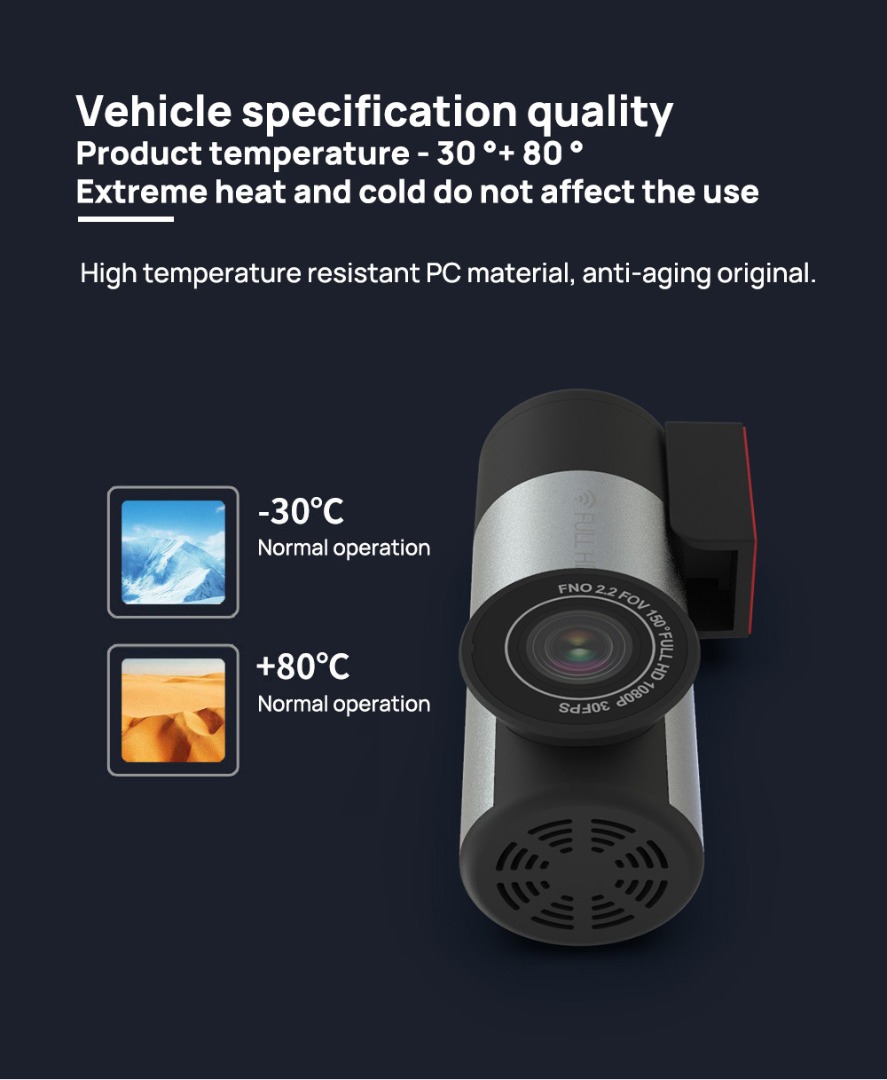 Vehicle specification quality
Product temperature - 30 °+ 80 °
Extreme heat and cold do not affect the use
High temperature resistant PC material, anti-aging original.
-30°C
Normal operation
+80°C
Normal operation
FULL H
FNO 2.2 FOV 150° FULL HD 1080P 30FPS